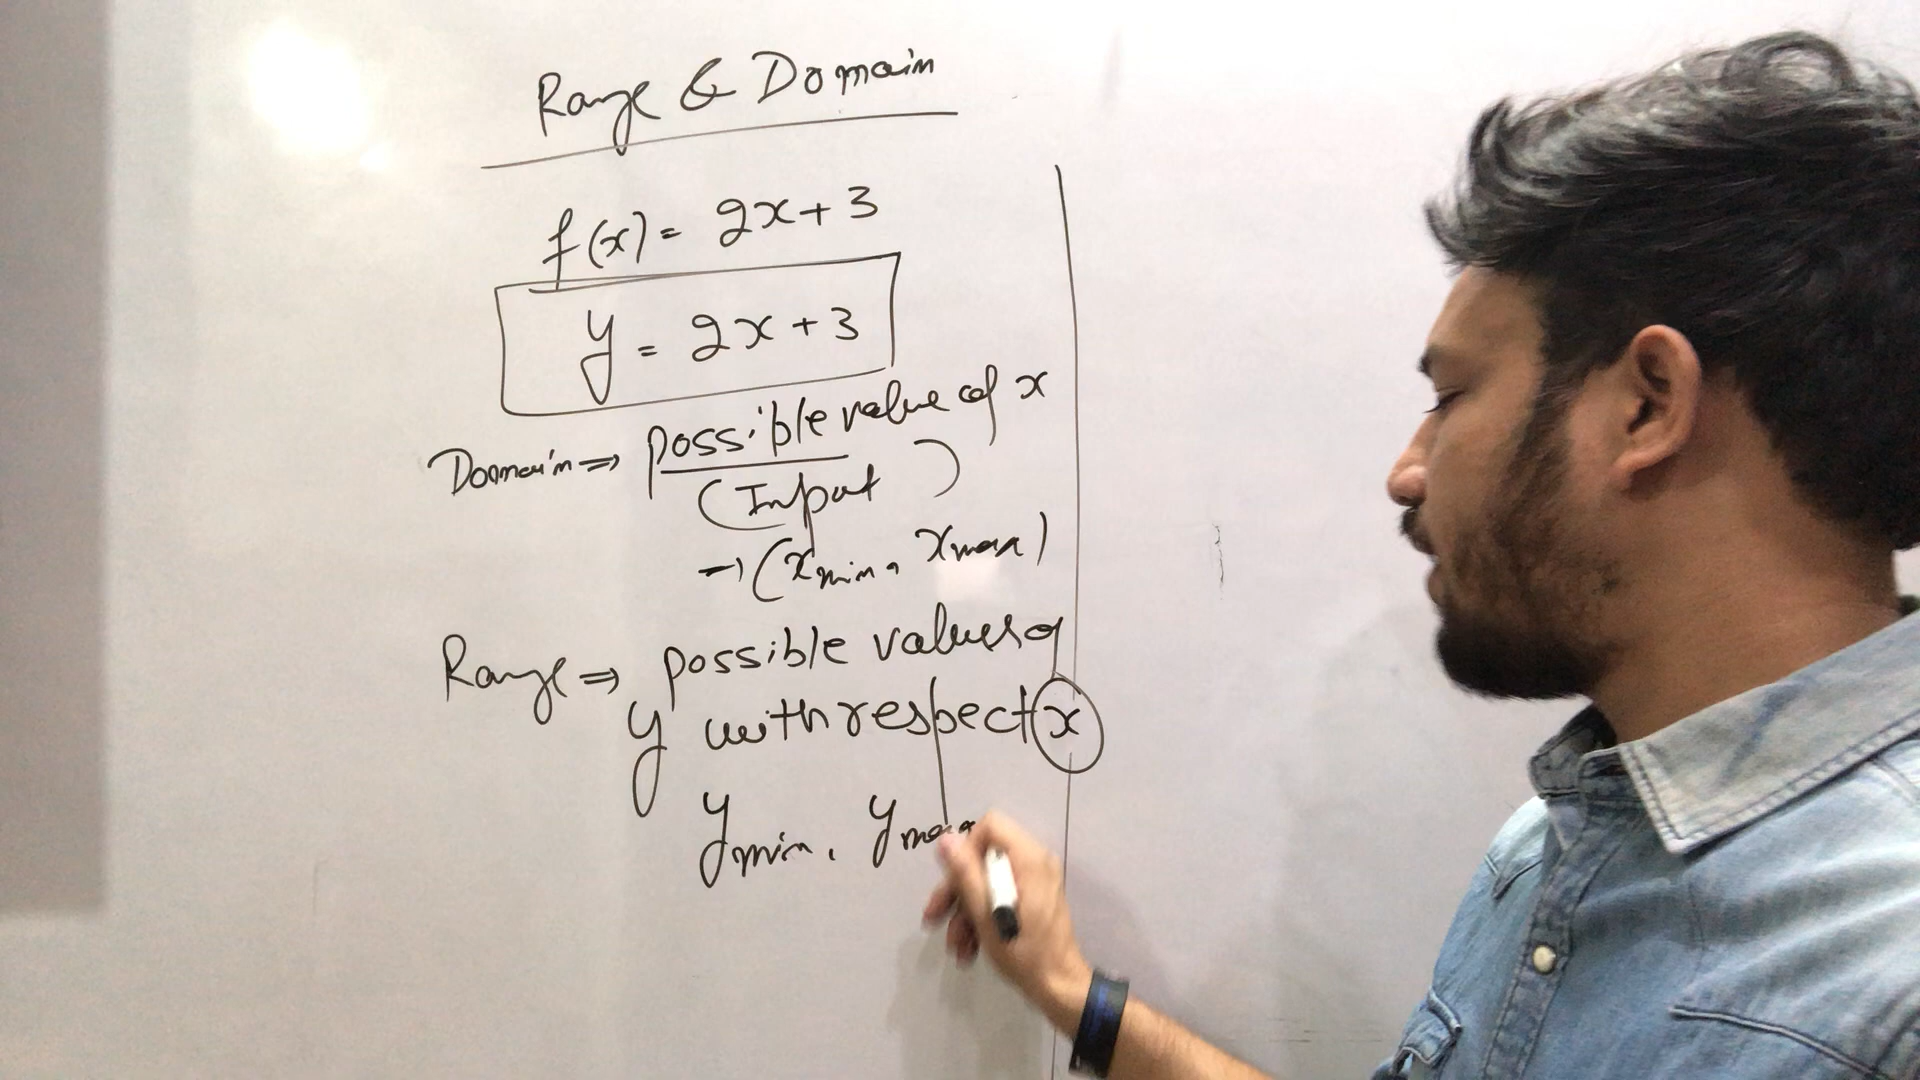 Range & Domain
f(x) = 2x + 3
y = 2x + 3
Domain ⇒ possible value of x
(Input )
→ (xmin, xmax)
Range ⇒ possible values of
y with respect x
ymin, ymax